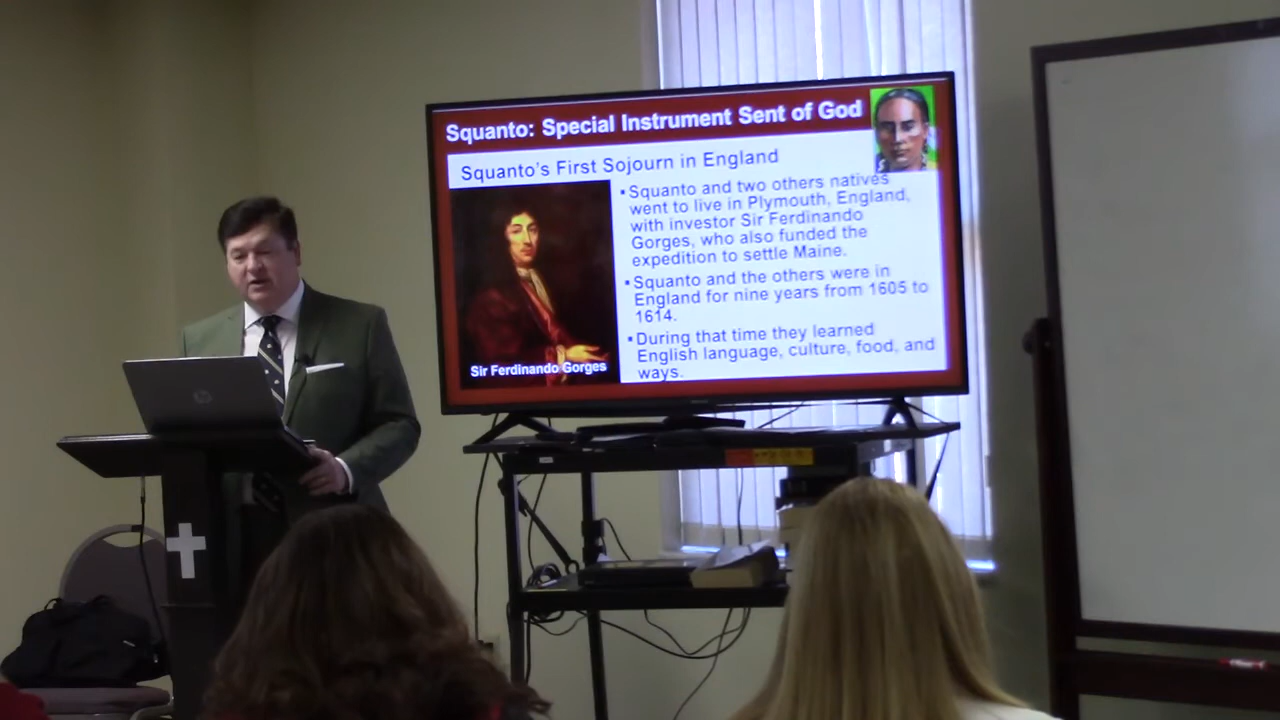 Squanto: Special Instrument Sent of God
Squanto's First Sojourn in England
▪Squanto and two others natives
went to live in Plymouth, England,
with investor Sir Ferdinando
Gorges, who also funded the
expedition to settle Maine.
▪Squanto and the others were in
England for nine years from 1605 to
1614.
▪During that time they learned
English language, culture, food, and
ways.
Sir Ferdinando Gorges
hp